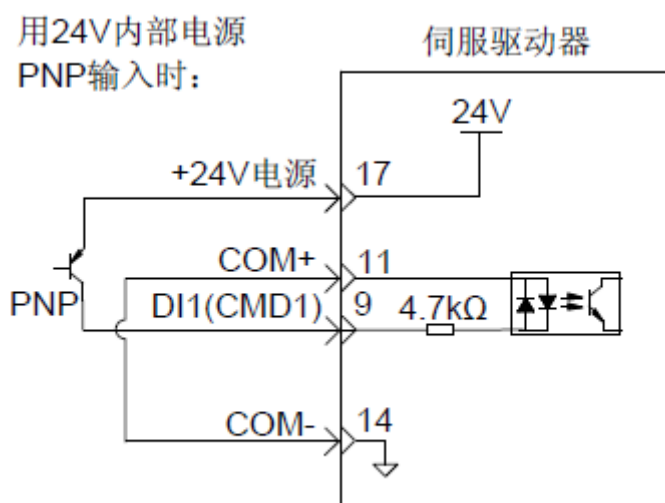 用24V内部电源
PNP输入时：
伺服驱动器
24V
+24V电源
17
COM+
11
PNP
DI1(CMD1)
9
4.7kΩ
COM-
14